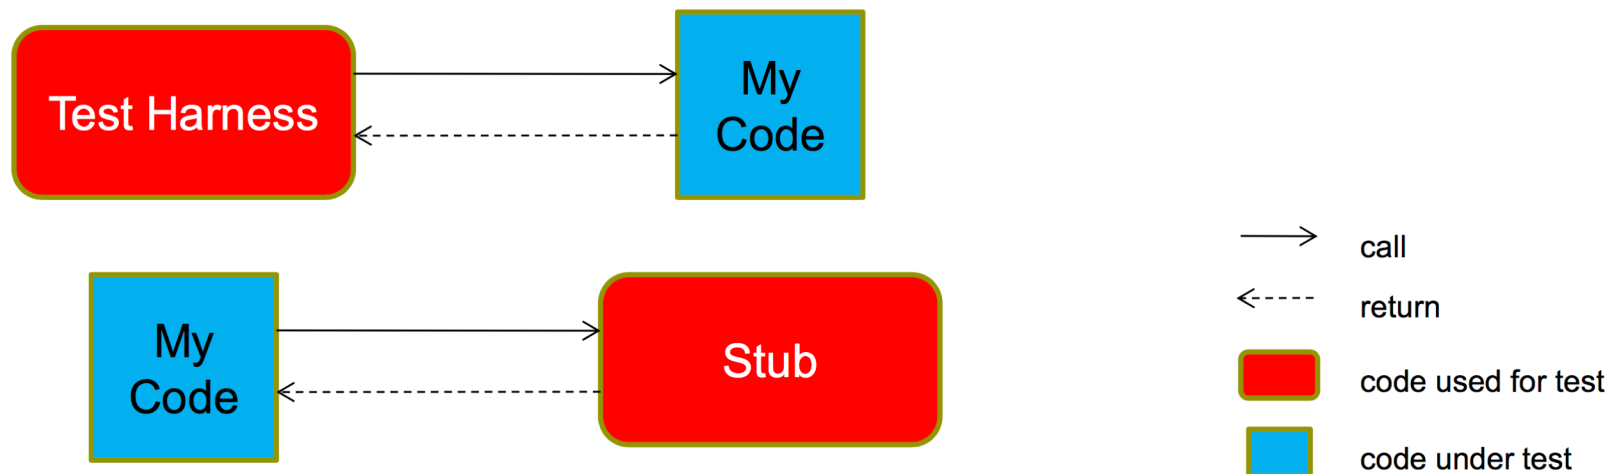 Test Harness
My
Code
My
Code
Stub
call
return
code used for test
code under test